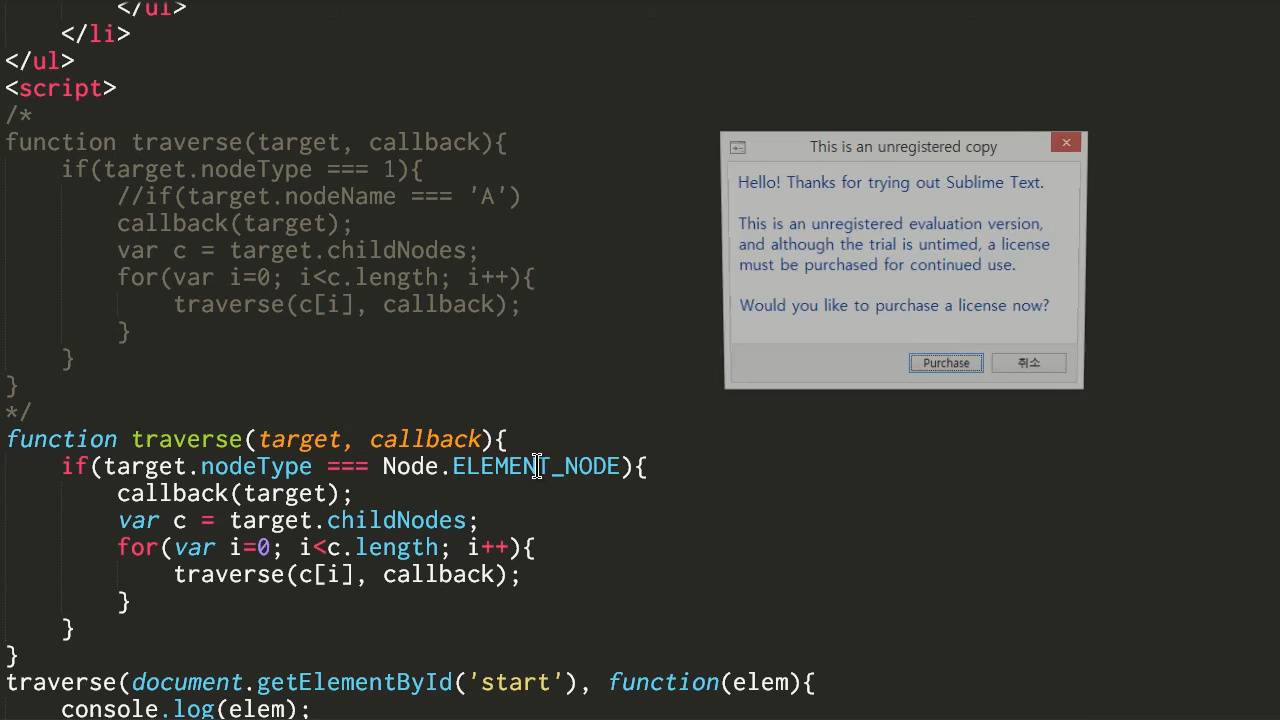 </ul>
</li>
</ul>
<script>
/*
function traverse(target, callback){
if(target.nodeType === 1){
//if(target.nodeName === 'A')
callback(target);
var c = target.childNodes;
for(var i=0; i<c.length; i++){
traverse(c[i], callback);
}
}
}
*/
function traverse(target, callback){
if(target.nodeType === Node.ELEMENT_NODE){
callback(target);
var c = target.childNodes;
for(var i=0; i<c.length; i++){
traverse(c[i], callback);
}
}
}
traverse(document.getElementById('start'), function(elem){
console.log(elem);
This is an unregistered copy
Hello! Thanks for trying out Sublime Text.
This is an unregistered evaluation version,
and although the trial is untimed, a license
must be purchased for continued use.
Would you like to purchase a license now?
Purchase
취소